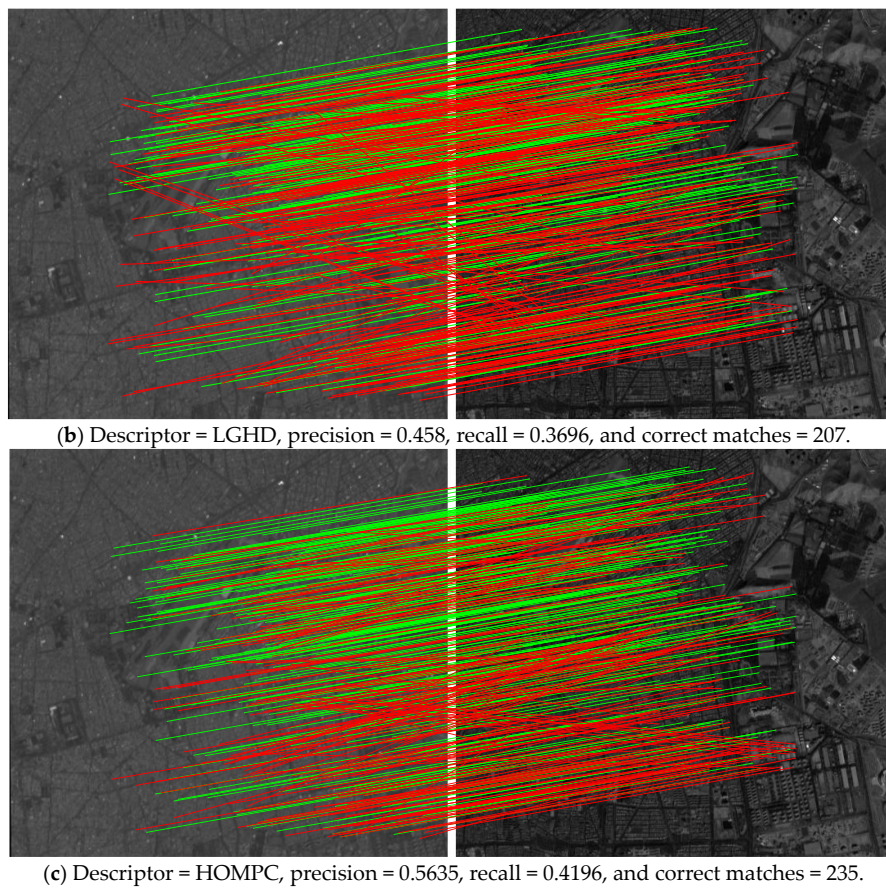 (b) Descriptor = LGHD, precision = 0.458, recall = 0.3696, and correct matches = 207.
(c) Descriptor = HOMPC, precision = 0.5635, recall = 0.4196, and correct matches = 235.